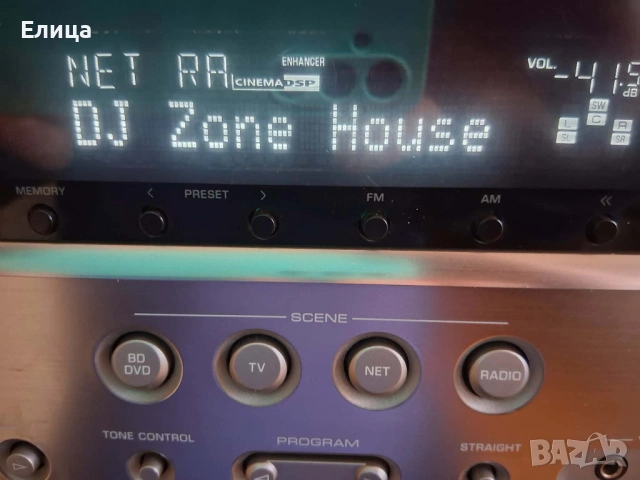 Елица
NET RA
ENHANCER
CINEMA DSP
VOL.
-41.5
dB
DJ Zone House
SW
L C R
SL SR
MEMORY
< PRESET >
FM
AM
<<
SCENE
BD
DVD
TV
NET
RADIO
TONE CONTROL
PROGRAM
STRAIGHT
BAZAR